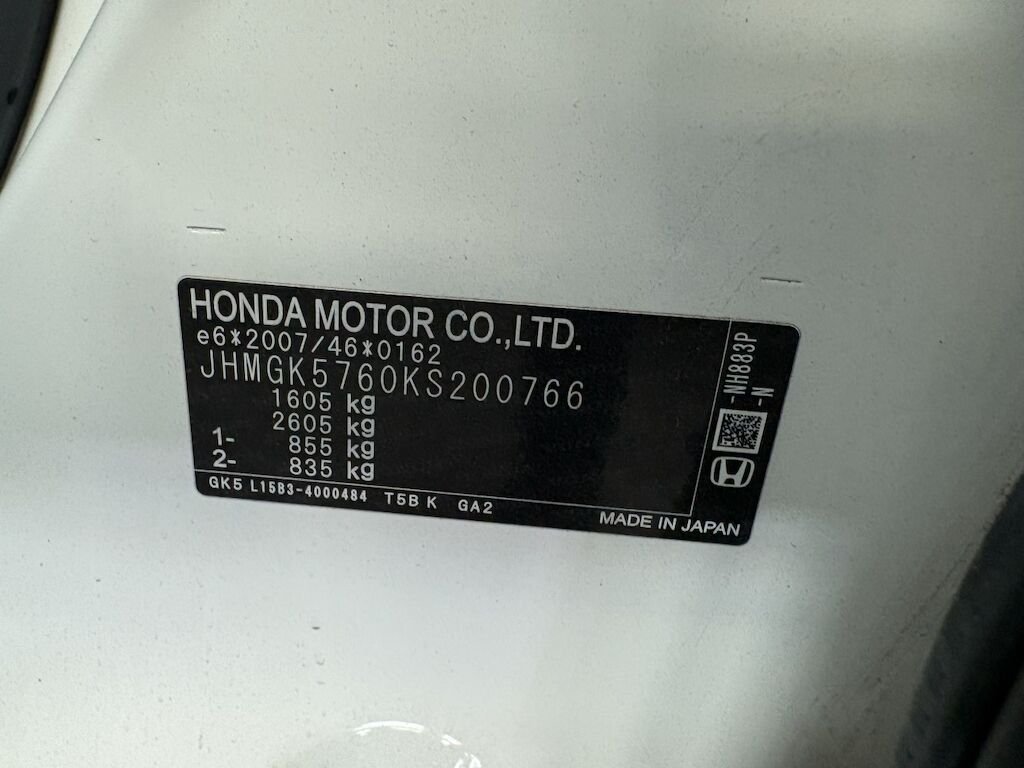 HONDA MOTOR CO.,LTD.
e6*2007/46*0162
JHMGK5760KS200766
1605 kg
2605 kg
1- 855 kg
2- 835 kg
GK5 L15B3-4000484 T5B K GA2
MADE IN JAPAN
-NH883P
-N